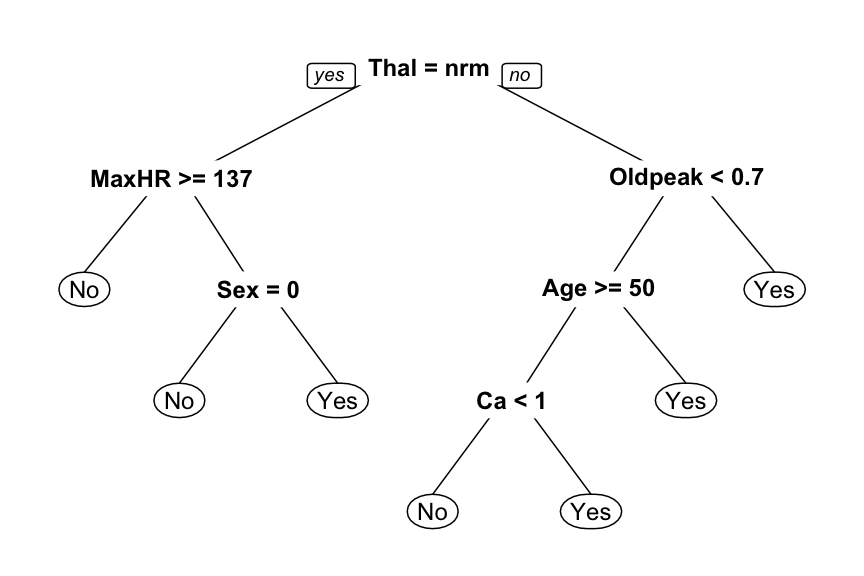 yes Thal = nrm no
MaxHR >= 137
Oldpeak < 0.7
No
Sex = 0
Age >= 50
Yes
No
Yes
Ca < 1
Yes
No
Yes